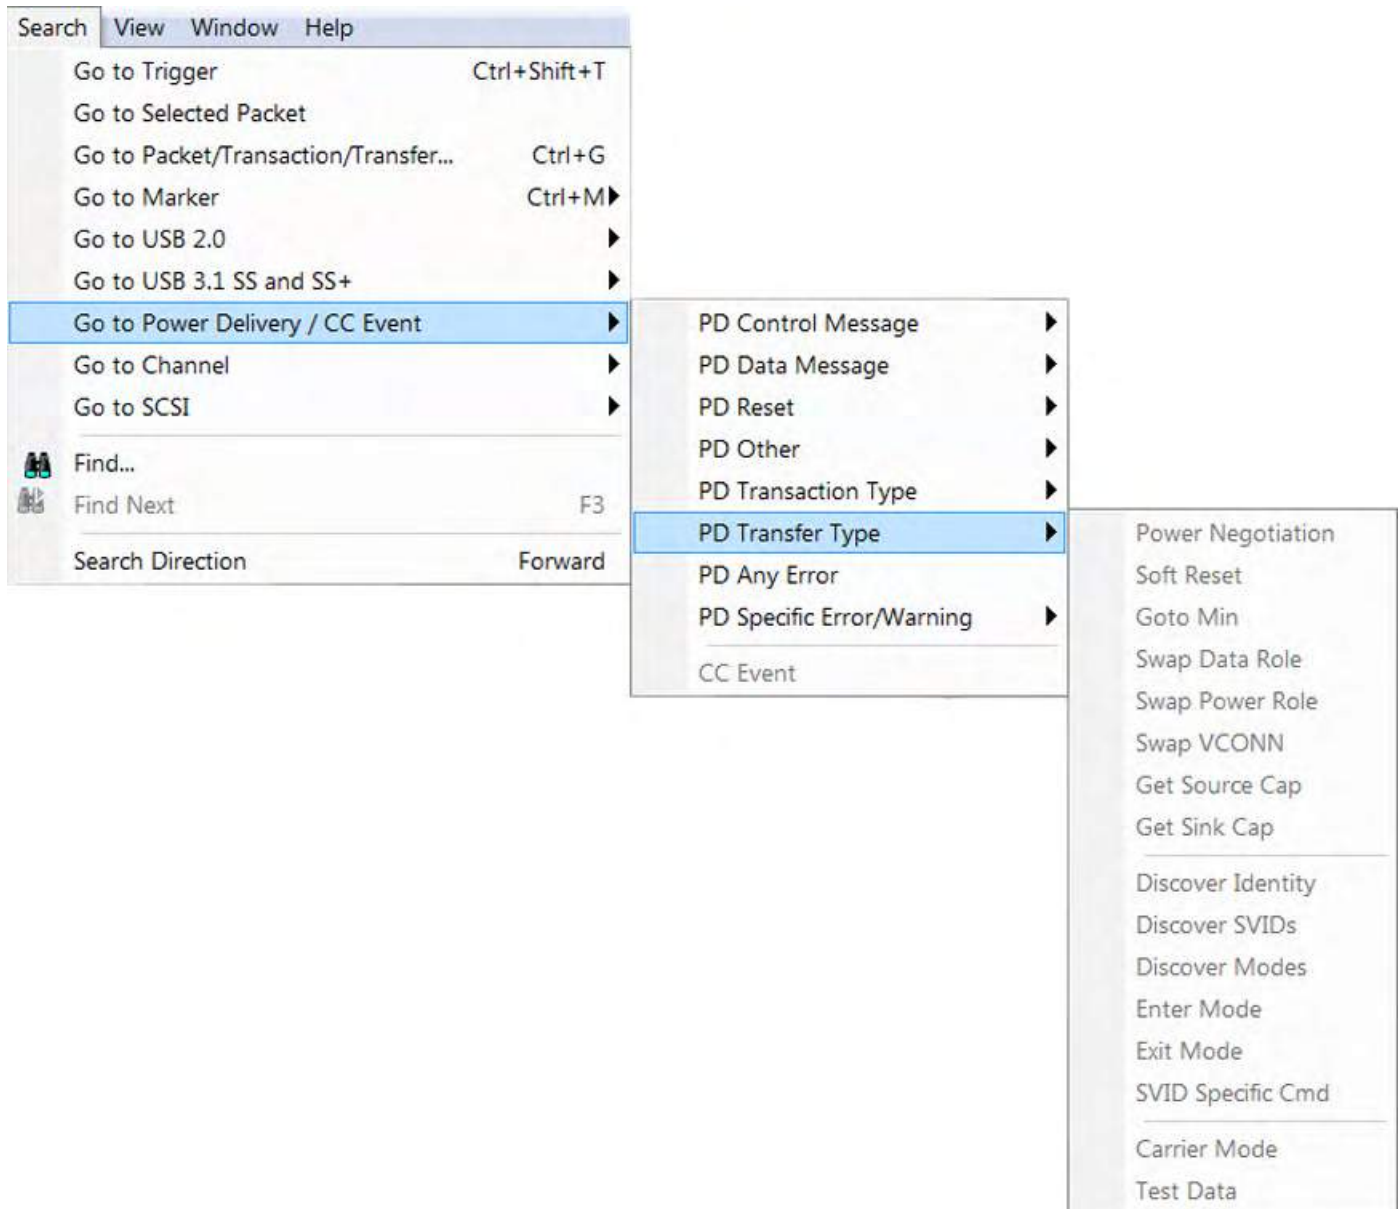 Search View Window Help
Go to Trigger Ctrl+Shift+T
Go to Selected Packet
Go to Packet/Transaction/Transfer... Ctrl+G
Go to Marker Ctrl+M
Go to USB 2.0
Go to USB 3.1 SS and SS+
Go to Power Delivery / CC Event
Go to Channel
Go to SCSI
Find...
Find Next F3
Search Direction Forward
PD Control Message
PD Data Message
PD Reset
PD Other
PD Transaction Type
PD Transfer Type
PD Any Error
PD Specific Error/Warning
CC Event
Power Negotiation
Soft Reset
Goto Min
Swap Data Role
Swap Power Role
Swap VCONN
Get Source Cap
Get Sink Cap
Discover Identity
Discover SVIDs
Discover Modes
Enter Mode
Exit Mode
SVID Specific Cmd
Carrier Mode
Test Data